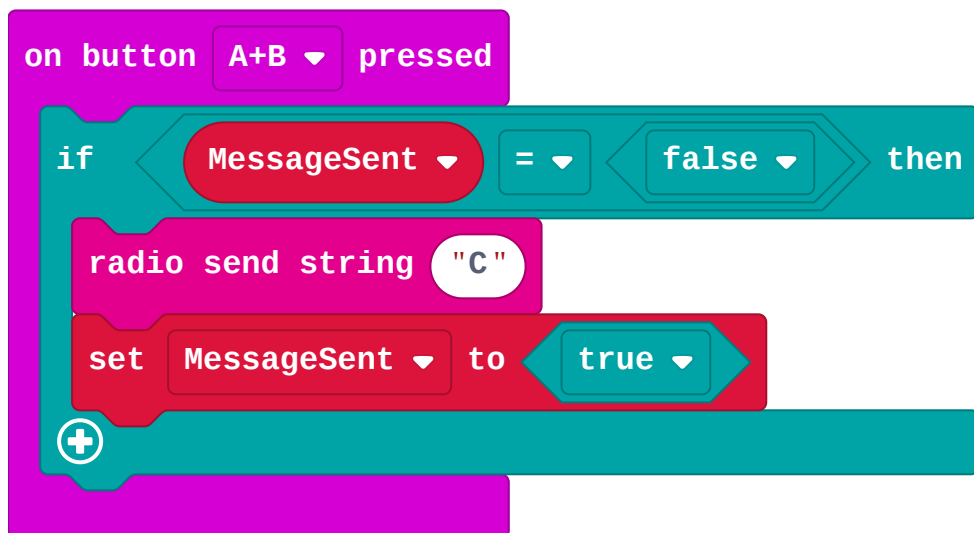 on button A+B pressed
if MessageSent = false then
radio send string "C"
set MessageSent to true